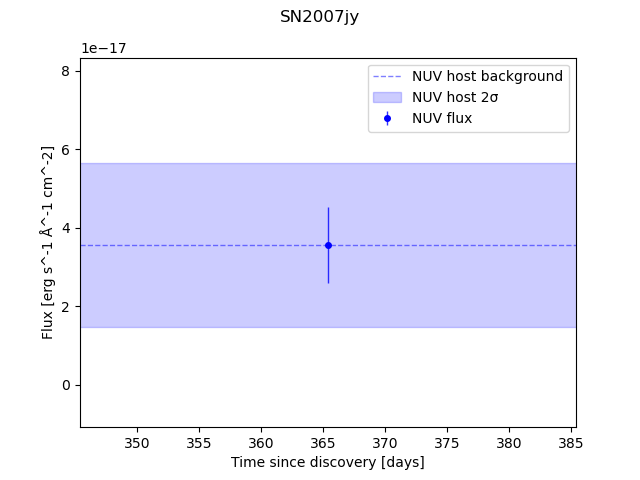 SN2007jy
1e−17
NUV host background
NUV host 2σ
NUV flux
8
6
4
2
0
Flux [erg s^-1 Å^-1 cm^-2]
350 355 360 365 370 375 380 385
Time since discovery [days]